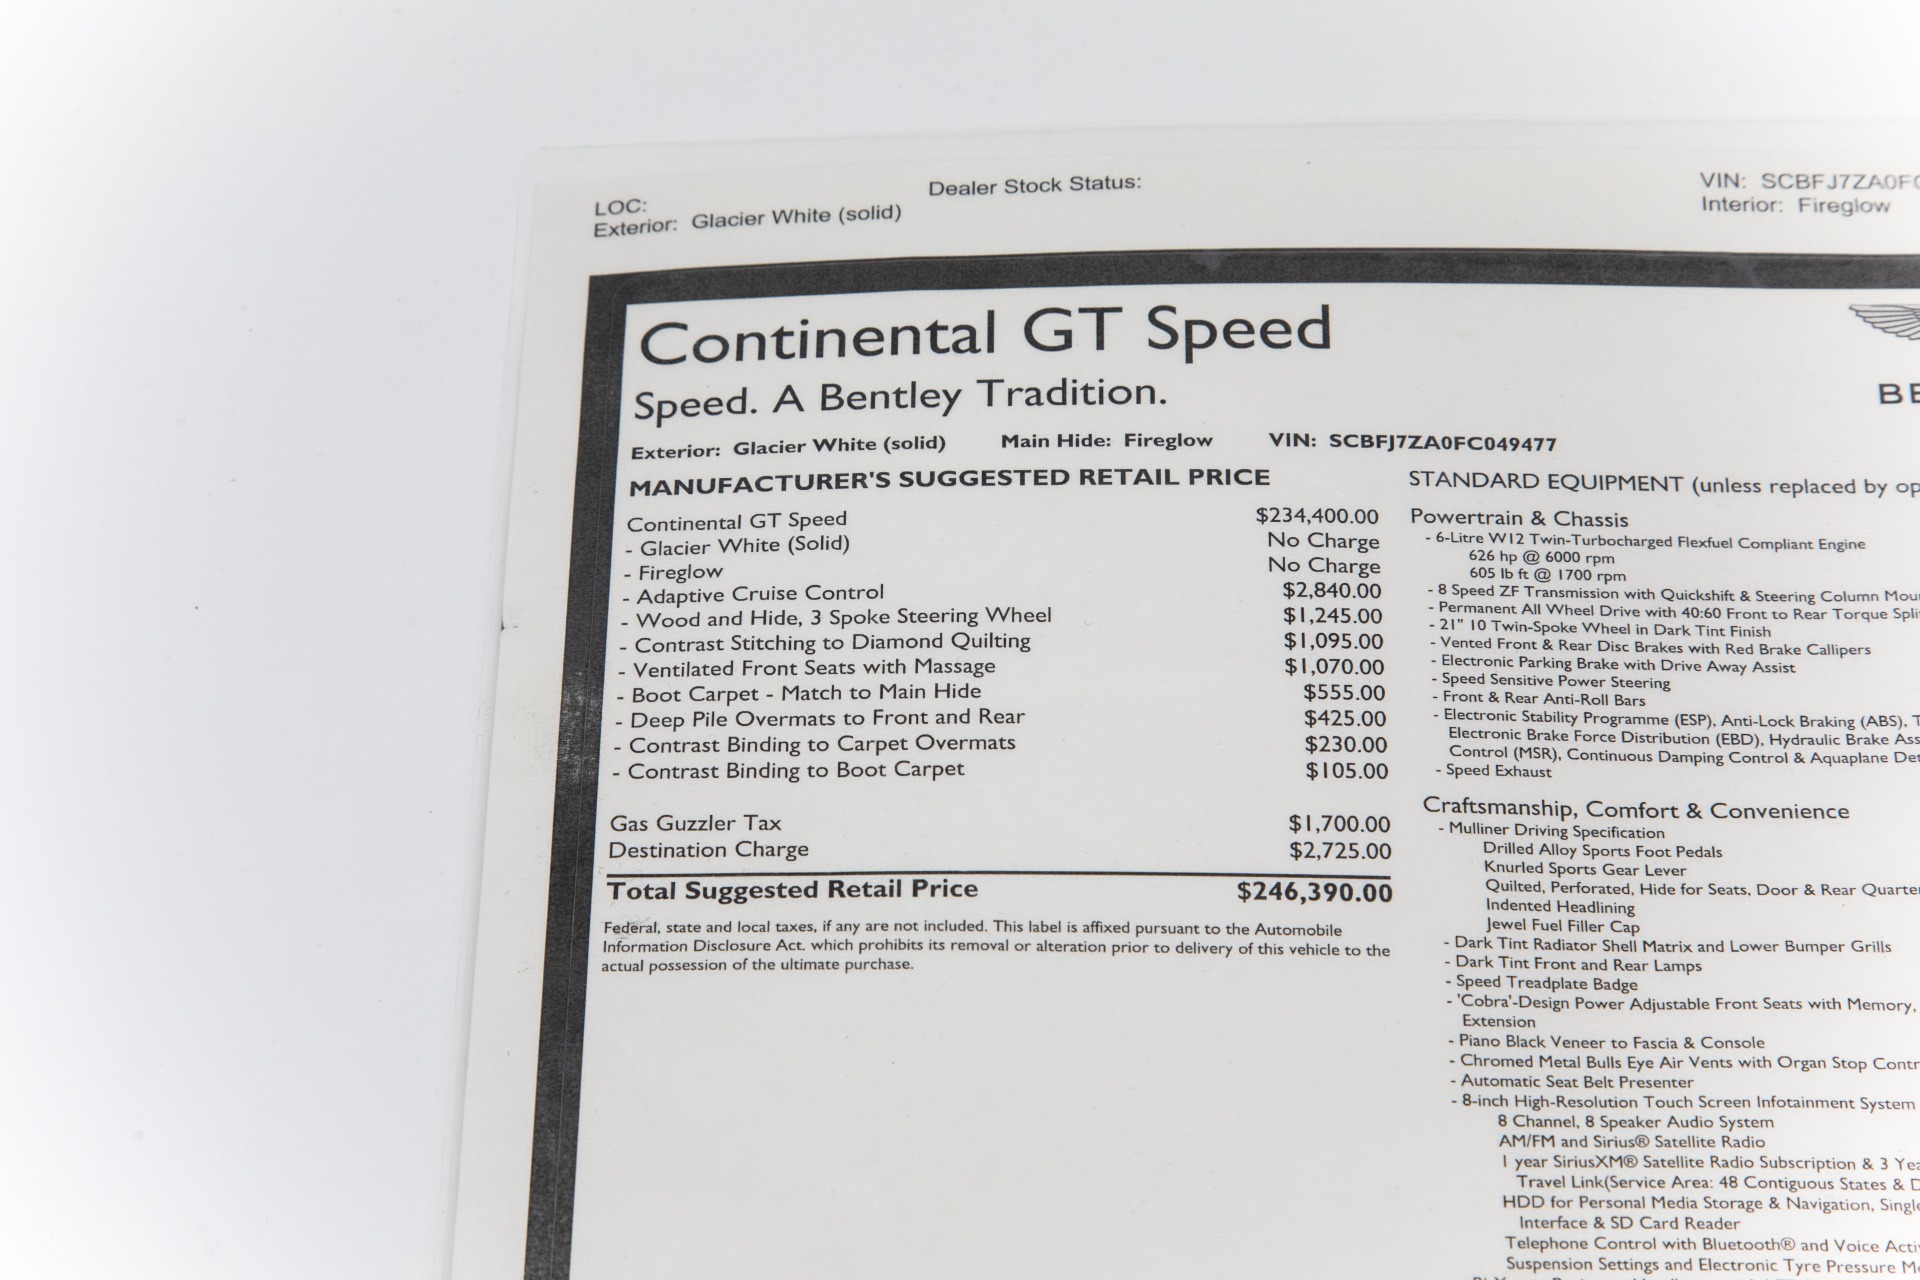 LOC:
Dealer Stock Status:
VIN: SCBFJ7ZA0FC
Exterior: Glacier White (solid)
Interior: Fireglow
Continental GT Speed
Speed. A Bentley Tradition.
Exterior: Glacier White (solid) Main Hide: Fireglow VIN: SCBFJ7ZA0FC049477
MANUFACTURER'S SUGGESTED RETAIL PRICE
Continental GT Speed $234,400.00
- Glacier White (Solid) No Charge
- Fireglow No Charge
- Adaptive Cruise Control $2,840.00
- Wood and Hide, 3 Spoke Steering Wheel $1,245.00
- Contrast Stitching to Diamond Quilting $1,095.00
- Ventilated Front Seats with Massage $1,070.00
- Boot Carpet - Match to Main Hide $555.00
- Deep Pile Overmats to Front and Rear $425.00
- Contrast Binding to Carpet Overmats $230.00
- Contrast Binding to Boot Carpet $105.00
Gas Guzzler Tax $1,700.00
Destination Charge $2,725.00
Total Suggested Retail Price $246,390.00
Federal, state and local taxes, if any are not included. This label is affixed pursuant to the Automobile
Information Disclosure Act. which prohibits its removal or alteration prior to delivery of this vehicle to the
actual possession of the ultimate purchase.
BE
STANDARD EQUIPMENT (unless replaced by op
Powertrain & Chassis
- 6-Litre W12 Twin-Turbocharged Flexfuel Compliant Engine
626 hp @ 6000 rpm
605 lb ft @ 1700 rpm
- 8 Speed ZF Transmission with Quickshift & Steering Column Mou
- Permanent All Wheel Drive with 40:60 Front to Rear Torque Spli
- 21" 10 Twin-Spoke Wheel in Dark Tint Finish
- Vented Front & Rear Disc Brakes with Red Brake Callipers
- Electronic Parking Brake with Drive Away Assist
- Speed Sensitive Power Steering
- Front & Rear Anti-Roll Bars
- Electronic Stability Programme (ESP), Anti-Lock Braking (ABS), T
Electronic Brake Force Distribution (EBD), Hydraulic Brake Ass
Control (MSR), Continuous Damping Control & Aquaplane Det
- Speed Exhaust
Craftsmanship, Comfort & Convenience
- Mulliner Driving Specification
Drilled Alloy Sports Foot Pedals
Knurled Sports Gear Lever
Quilted, Perforated, Hide for Seats, Door & Rear Quarte
Indented Headlining
Jewel Fuel Filler Cap
- Dark Tint Radiator Shell Matrix and Lower Bumper Grills
- Dark Tint Front and Rear Lamps
- Speed Treadplate Badge
- 'Cobra'-Design Power Adjustable Front Seats with Memory,
Extension
- Piano Black Veneer to Fascia & Console
- Chromed Metal Bulls Eye Air Vents with Organ Stop Contr
- Automatic Seat Belt Presenter
- 8-inch High-Resolution Touch Screen Infotainment System
8 Channel, 8 Speaker Audio System
AM/FM and Sirius® Satellite Radio
1 year SiriusXM® Satellite Radio Subscription & 3 Yea
Travel Link(Service Area: 48 Contiguous States & D
HDD for Personal Media Storage & Navigation, Single
Interface & SD Card Reader
Telephone Control with Bluetooth® and Voice Acti
Suspension Settings and Electronic Tyre Pressure M